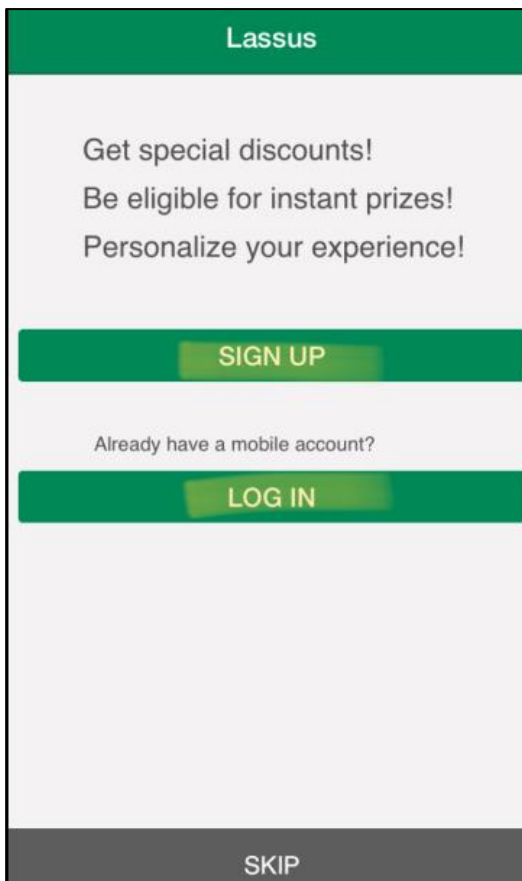 Lassus
Get special discounts!
Be eligible for instant prizes!
Personalize your experience!
SIGN UP
Already have a mobile account?
LOG IN
SKIP